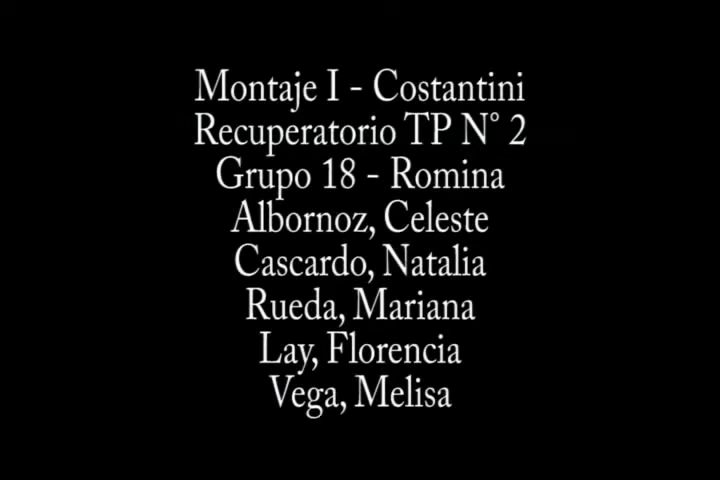 Montaje I - Costantini
Recuperatorio TP N° 2
Grupo 18 - Romina
Albornoz, Celeste
Cascardo, Natalia
Rueda, Mariana
Lay, Florencia
Vega, Melisa